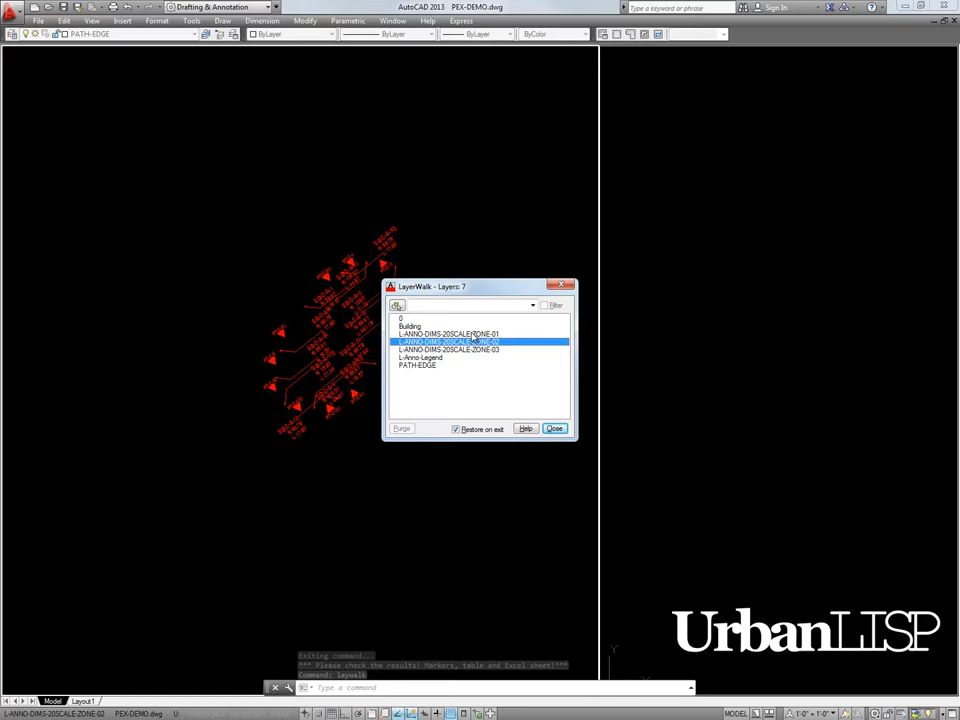 Drafting & Annotation
AutoCAD 2013 PEX-DEMO.dwg
Type a keyword or phrase
Sign In
File Edit View Insert Format Tools Draw Dimension Modify Parametric Window Help Express
PATH-EDGE
ByLayer
ByLayer
ByLayer
ByColor
LayerWalk - Layers: 7
Filter
0
Building
L-ANNO-DIMS-20SCALE-ZONE-01
L-ANNO-DIMS-20SCALE-ZONE-02
L-ANNO-DIMS-20SCALE-ZONE-03
L-Anno-Legend
PATH-EDGE
Purge
Restore on exit
Help
Close
UrbanLISP
Y
Exiting command...
*** Please check the results! Markers, table and Excel sheet!***
Command: laywalk
Type a command
Model Layout1
L-ANNO-DIMS-20SCALE-ZONE-02 PEX-DEMO.dwg U:
MODEL
1'-0" = 1'-0"